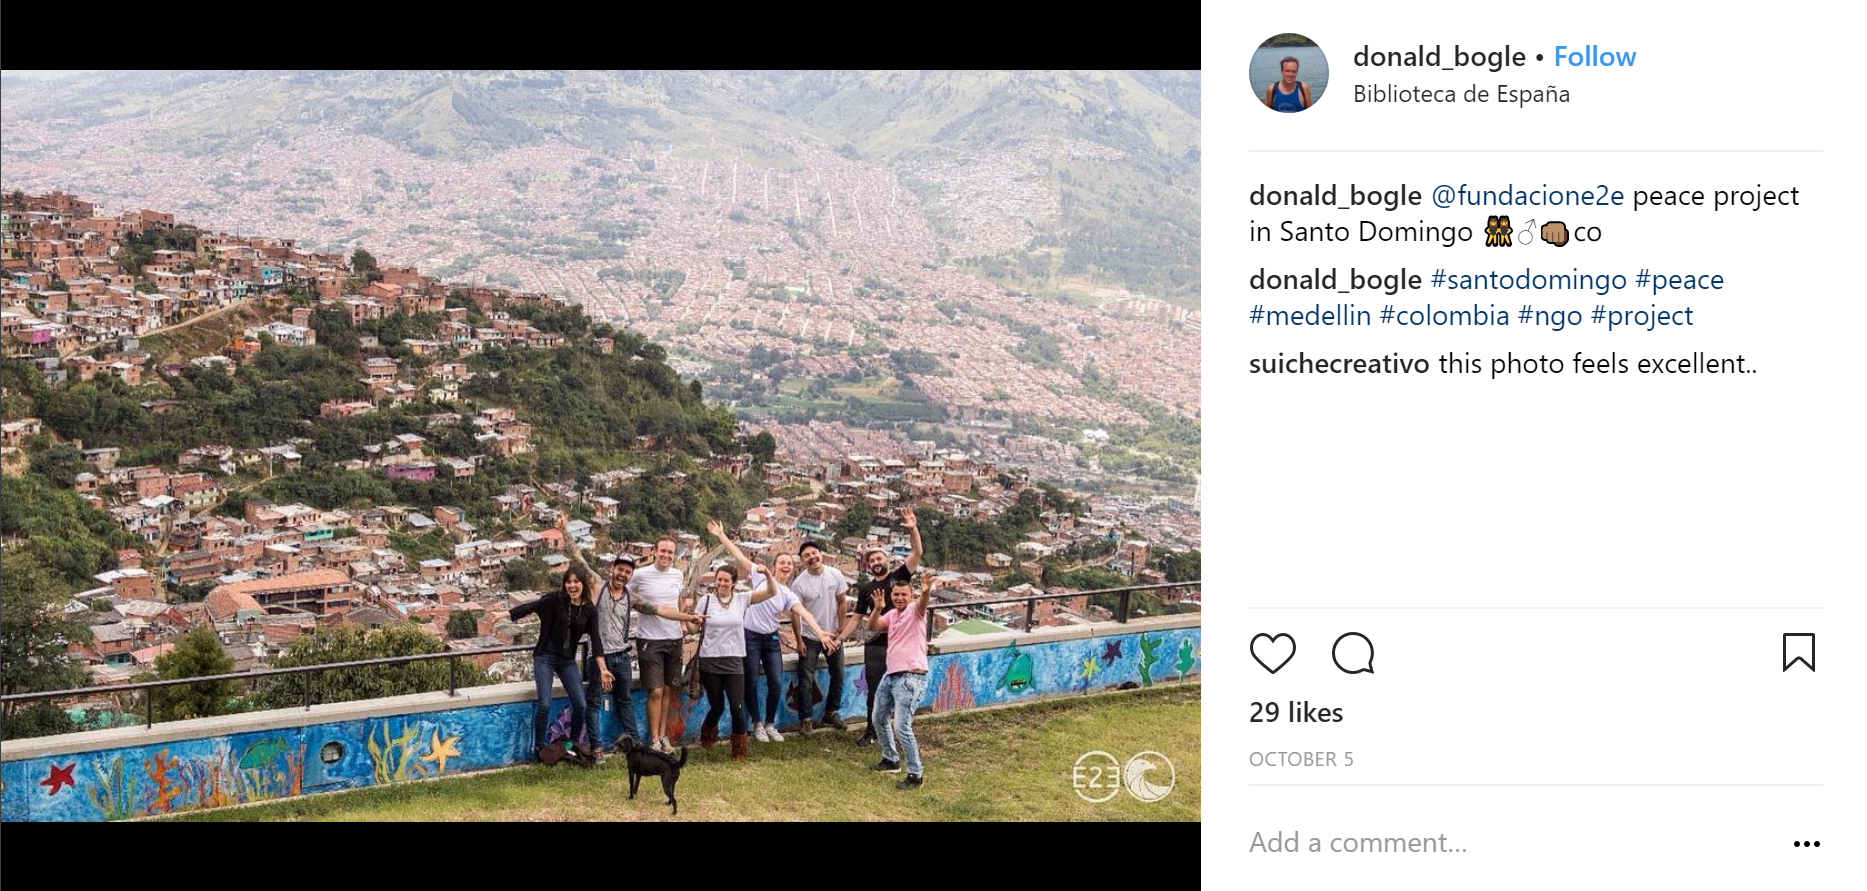 donald_bogle • Follow
Biblioteca de España
donald_bogle @fundacione2e peace project
in Santo Domingo 👯‍♂👊🏽co
donald_bogle #santodomingo #peace
#medellin #colombia #ngo #project
suichecreativo this photo feels excellent..
E23
29 likes
OCTOBER 5
Add a comment...